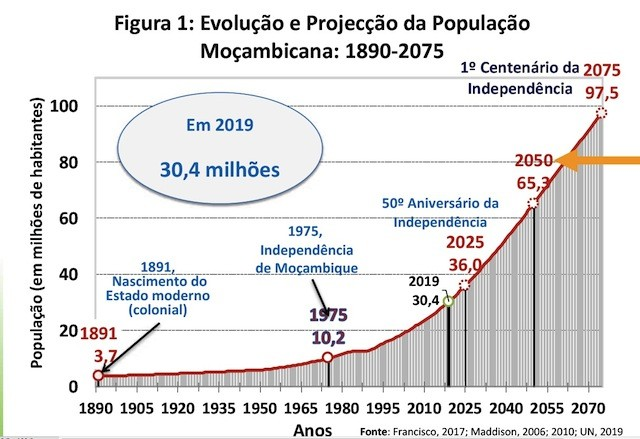 Figura 1: Evolução e Projecção da População
Moçambicana: 1890-2075
1º Centenário da
Independência
2075
97,5
Em 2019
30,4 milhões
2050
65,3
50º Aniversário da
Independência
2025
36,0
2019
30,4
1975,
Independência
de Moçambique
1975
10,2
1891,
Nascimento do
Estado moderno
(colonial)
1891
3,7
População (em milhões de habitantes)
100
80
60
40
20
0
1890 1905 1920 1935 1950 1965 1980 1995 2010 2025 2040 2055 2070
Anos
Fonte: Francisco, 2017; Maddison, 2006; 2010; UN, 2019